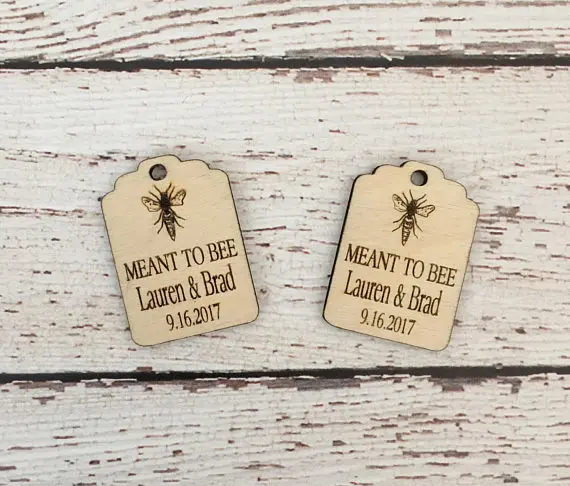 MEANT TO BEE
Lauren & Brad
9.16.2017
MEANT TO BEE
Lauren & Brad
9.16.2017